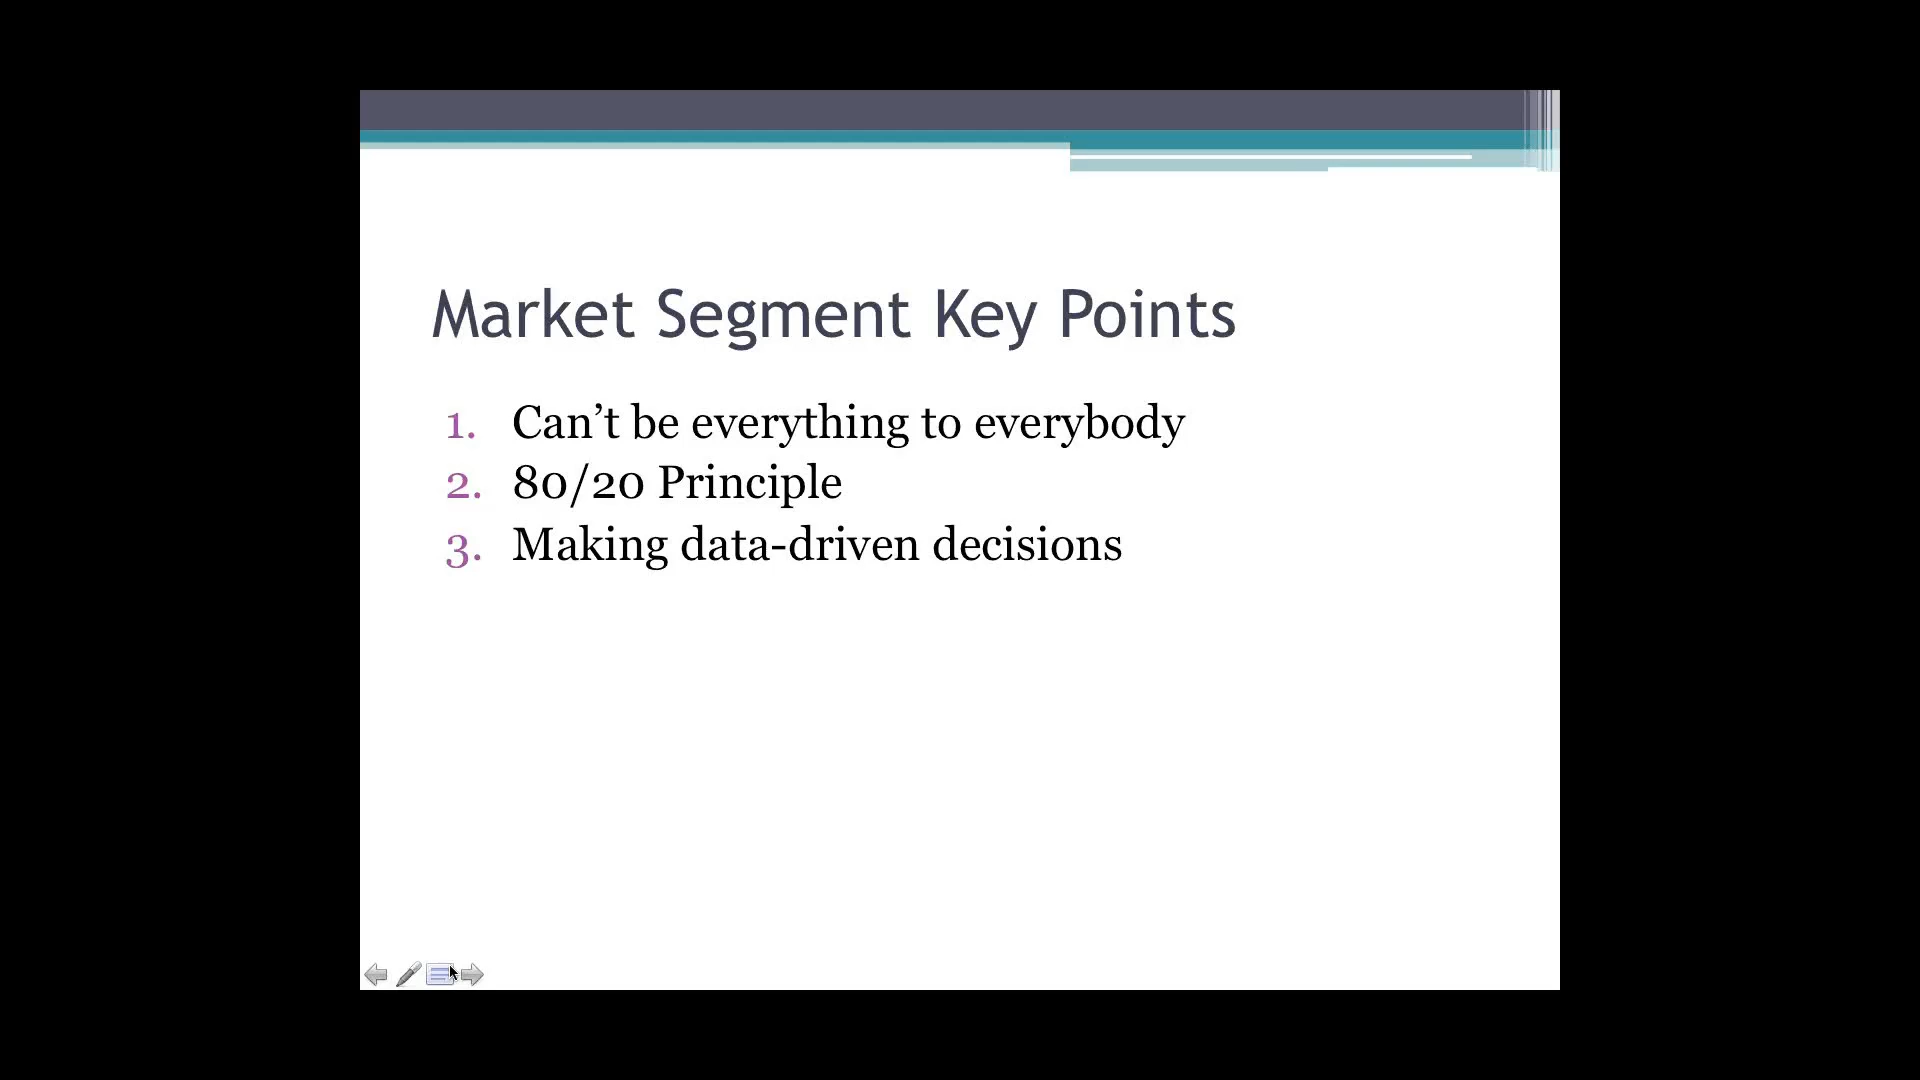 Market Segment Key Points
1. Can’t be everything to everybody
2. 80/20 Principle
3. Making data-driven decisions